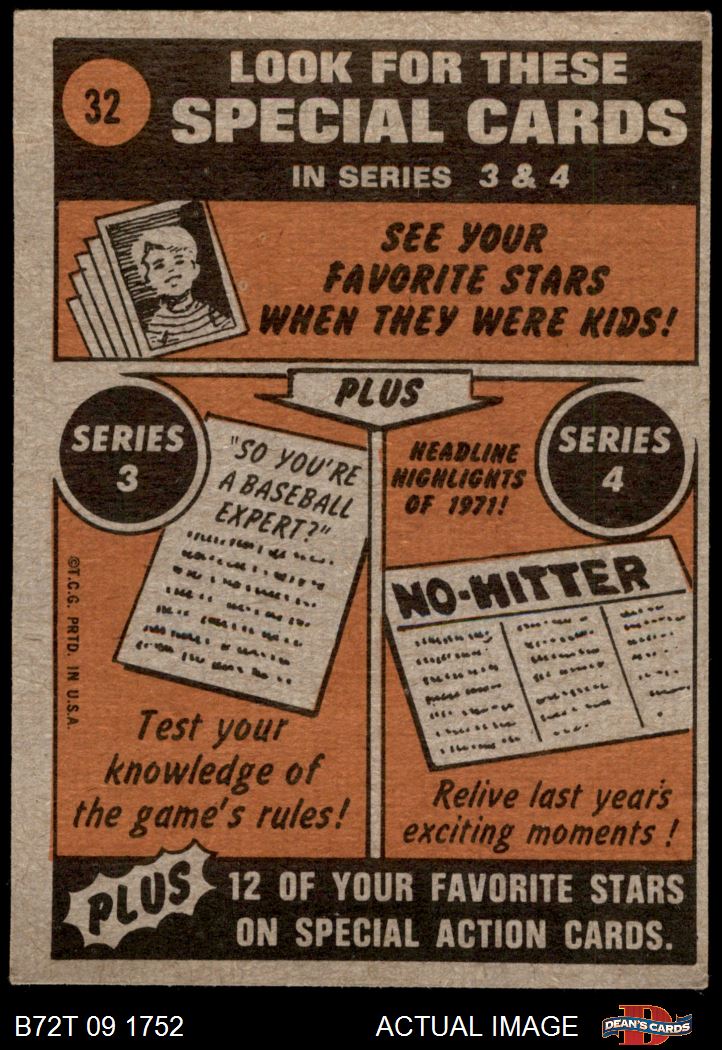 32
LOOK FOR THESE
SPECIAL CARDS
IN SERIES 3 & 4
SEE YOUR
FAVORITE STARS
WHEN THEY WERE KIDS!
PLUS
SERIES
3
"SO YOU'RE
A BASEBALL
EXPERT?"
HEADLINE
HIGHLIGHTS
OF 1971!
SERIES
4
NO-HITTER
©T.C.G. PRTD. IN U.S.A.
Test your
knowledge of
the game's rules!
Relive last year's
exciting moments!
PLUS
12 OF YOUR FAVORITE STARS
ON SPECIAL ACTION CARDS.
B72T 09 1752
ACTUAL IMAGE
D
DEAN'S CARDS